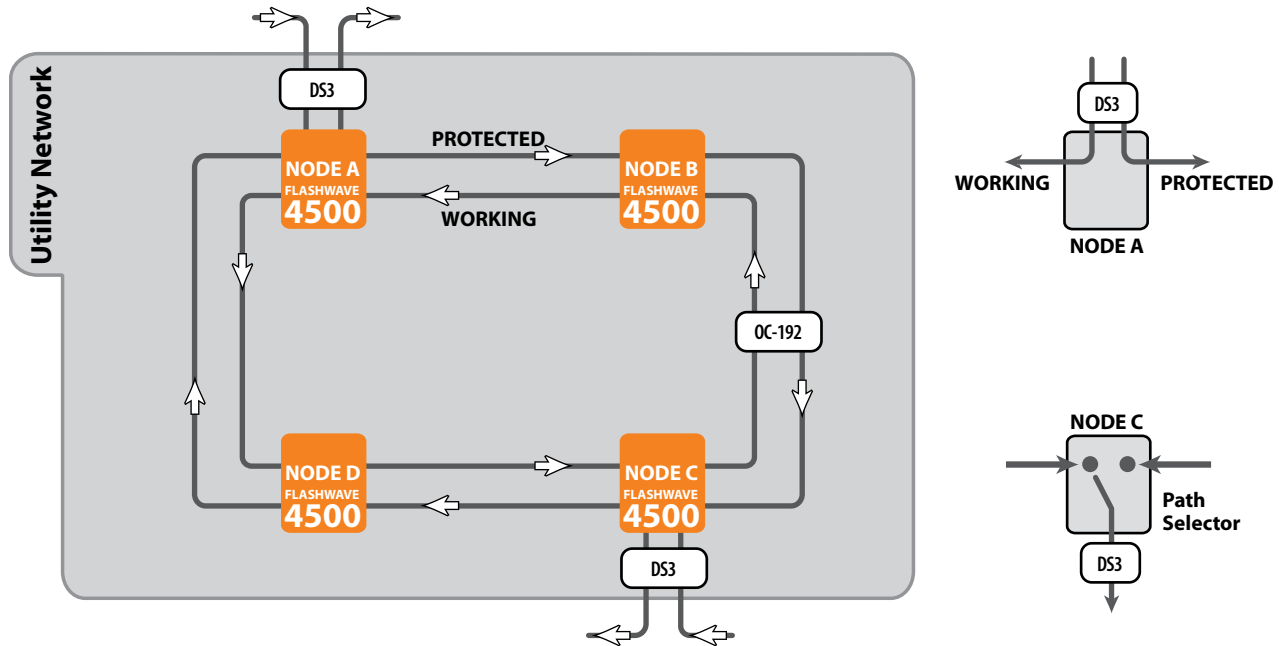 Utility Network
DS3
NODE A
FLASHWAVE
4500
PROTECTED
WORKING
NODE B
FLASHWAVE
4500
OC-192
NODE D
FLASHWAVE
4500
NODE C
FLASHWAVE
4500
DS3
DS3
WORKING
PROTECTED
NODE A
NODE C
Path
Selector
DS3